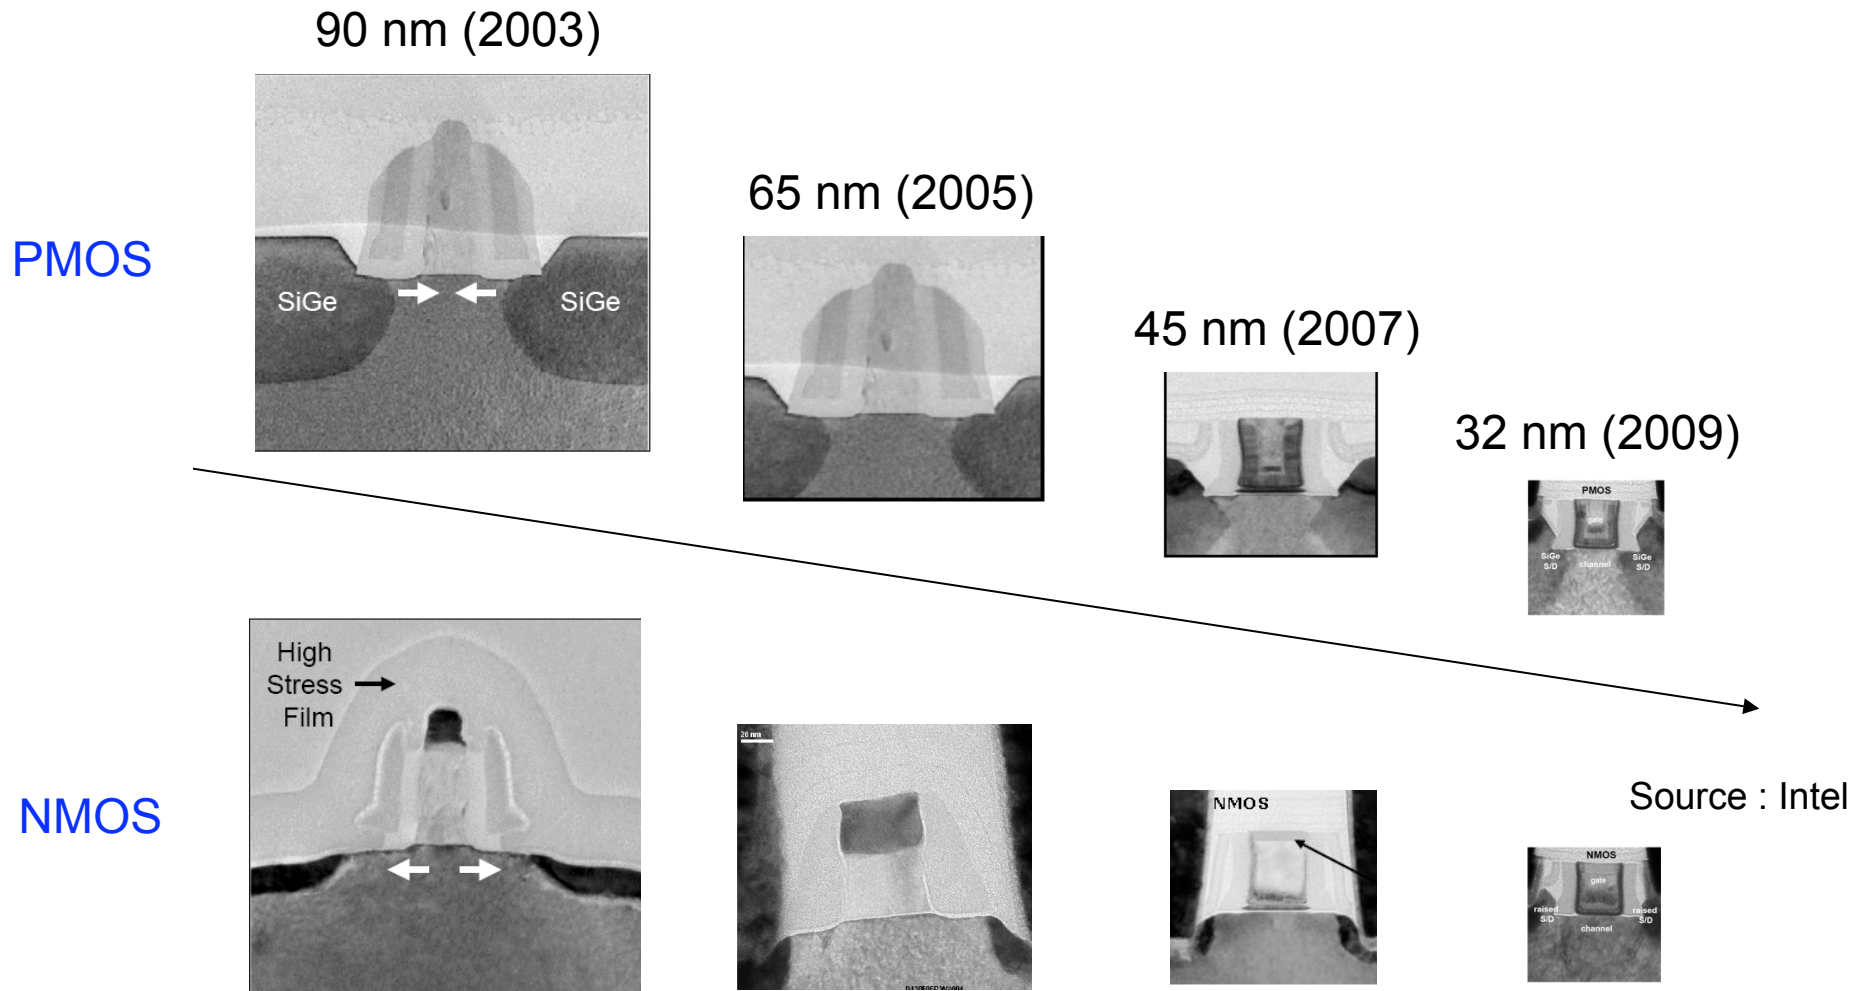 90 nm (2003)
65 nm (2005)
45 nm (2007)
32 nm (2009)
PMOS
SiGe
SiGe
PMOS
gate
SiGe
S/D
SiGe
S/D
channel
NMOS
High
Stress
Film
20 nm
NMOS
Source : Intel
NMOS
gate
raised
S/D
raised
S/D
channel